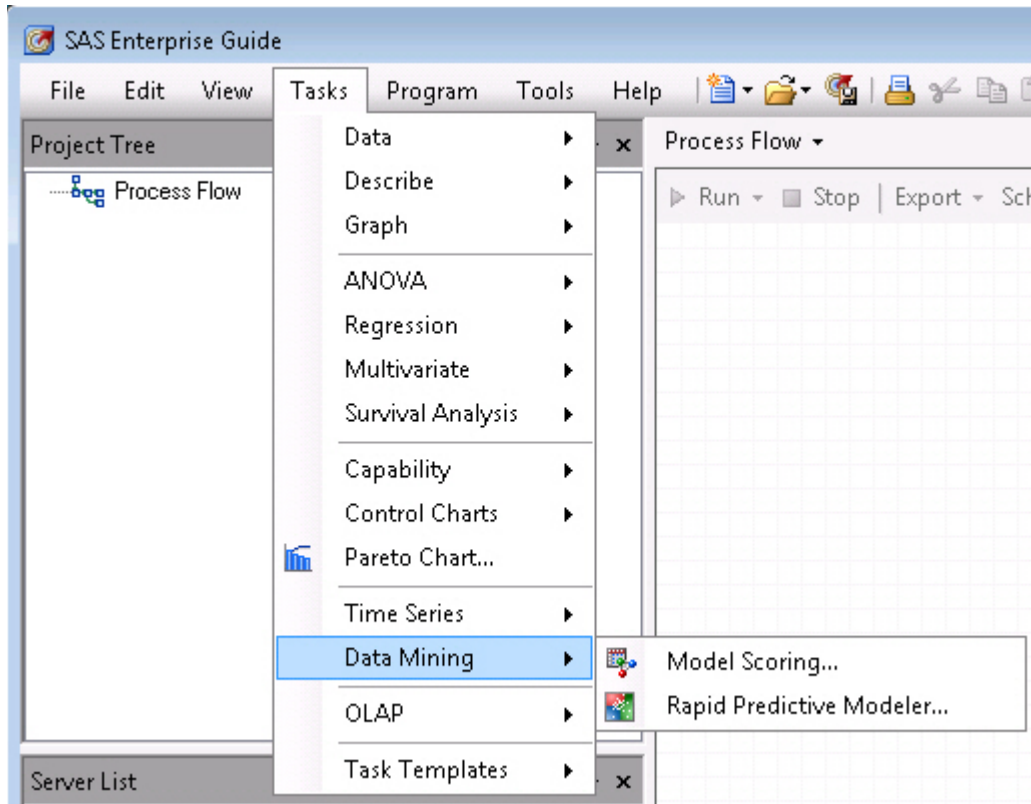 SAS Enterprise Guide
File Edit View Tasks Program Tools Help
Project Tree
Process Flow
Process Flow
Run Stop Export
Data
Describe
Graph
ANOVA
Regression
Multivariate
Survival Analysis
Capability
Control Charts
Pareto Chart...
Time Series
Data Mining
Model Scoring...
Rapid Predictive Modeler...
OLAP
Task Templates
Server List